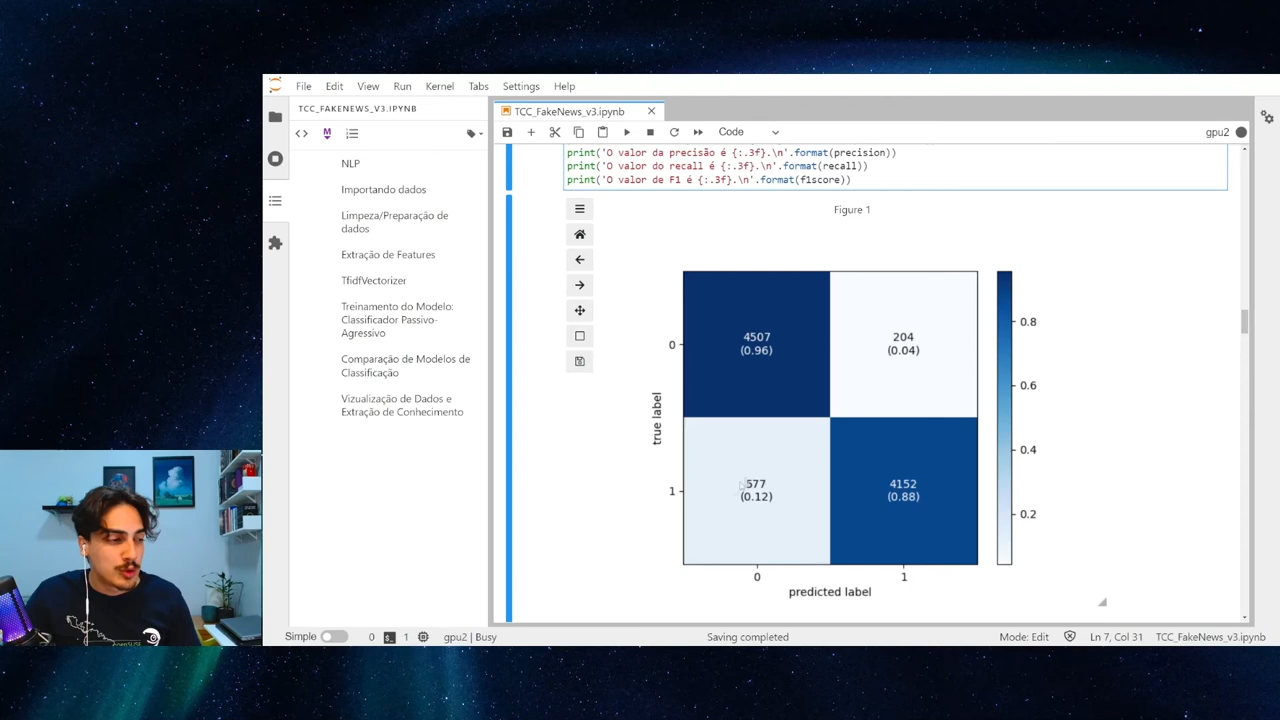 File Edit View Run Kernel Tabs Settings Help
TCC_FAKENEWS_V3.IPYNB
TCC_FakeNews_v3.ipynb
Code
gpu2
NLP
Importando dados
Limpeza/Preparação de
dados
Extração de Features
TfidfVectorizer
Treinamento do Modelo:
Classificador Passivo-
Agressivo
Comparação de Modelos de
Classificação
Vizualização de Dados e
Extração de Conhecimento
print('O valor da precisão é {:.3f}.\n'.format(precision))
print('O valor do recall é {:.3f}.\n'.format(recall))
print('O valor de F1 é {:.3f}.\n'.format(f1score))
Figure 1
4507
(0.96)
204
(0.04)
577
(0.12)
4152
(0.88)
0
1
true label
0 1
predicted label
0.8
0.6
0.4
0.2
openSUSE
Simple 0 1 gpu2 | Busy Saving completed Mode: Edit Ln 7, Col 31 TCC_FakeNews_v3.ipynb